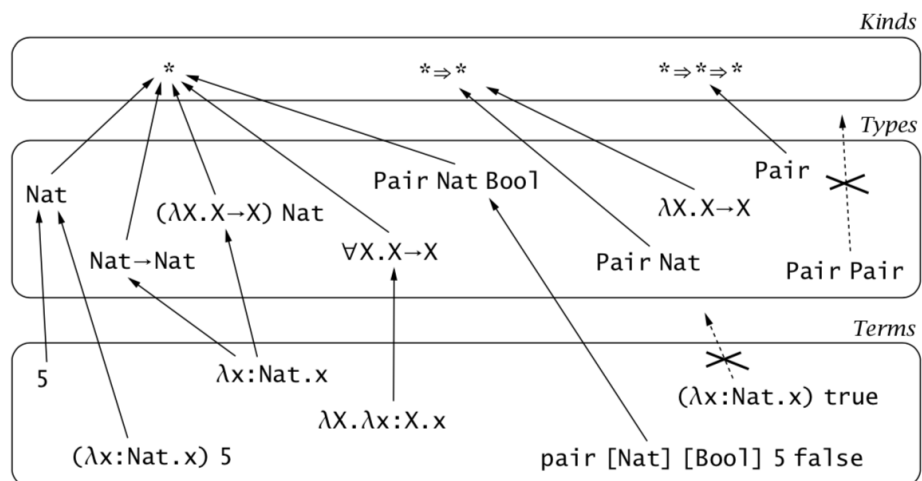 Kinds
* *⇒* *⇒*⇒*
Types
Pair
Pair Nat Bool
Nat
(λX.X→X) Nat λX.X→X
∀X.X→X
Nat→Nat Pair Nat
Pair Pair
Terms
λx:Nat.x
5
(λx:Nat.x) true
λX.λx:X.x
(λx:Nat.x) 5 pair [Nat] [Bool] 5 false